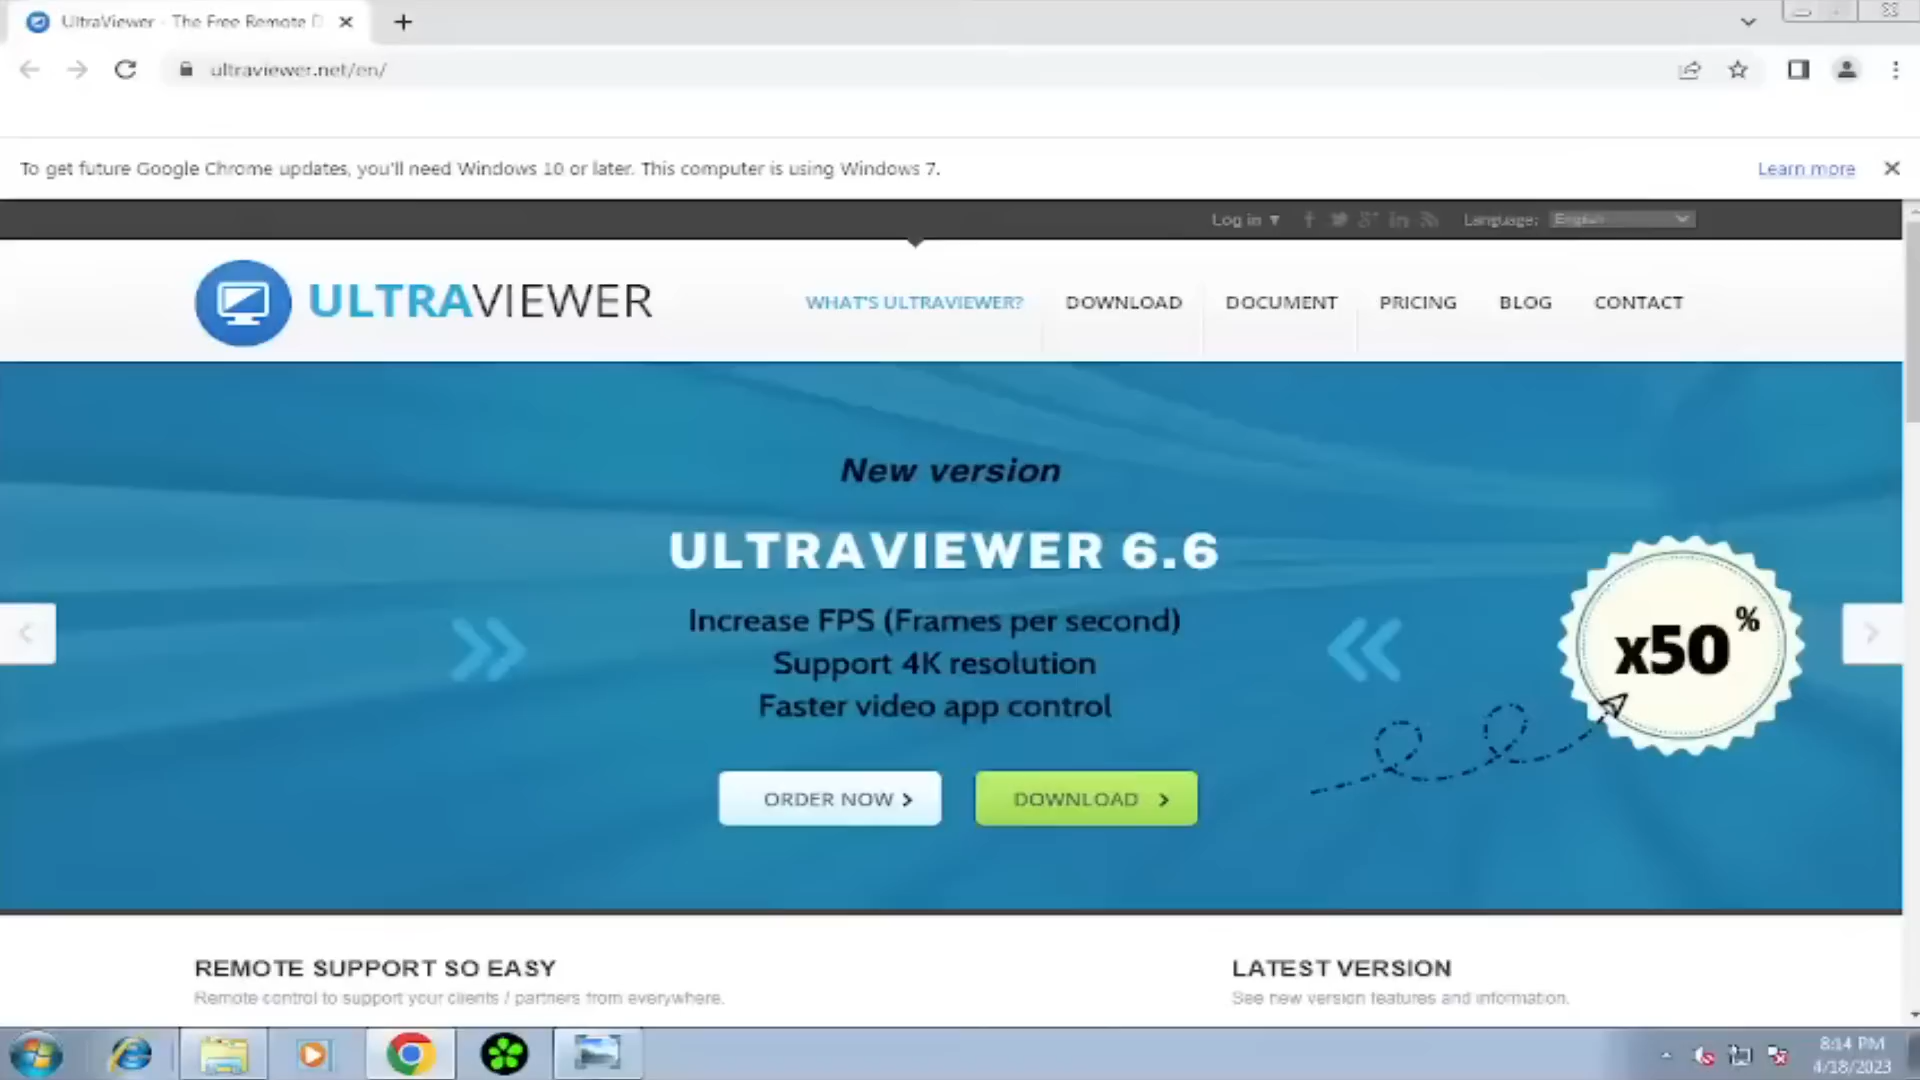 UltraViewer - The Free Remote D
ultraviewer.net/en/
To get future Google Chrome updates, you'll need Windows 10 or later. This computer is using Windows 7.
Learn more
Log in ▼
Language: English
ULTRAVIEWER
WHAT'S ULTRAVIEWER? DOWNLOAD DOCUMENT PRICING BLOG CONTACT
New version
ULTRAVIEWER 6.6
Increase FPS (Frames per second)
Support 4K resolution
Faster video app control
x50%
ORDER NOW
DOWNLOAD
REMOTE SUPPORT SO EASY
Remote control to support your clients / partners from everywhere.
LATEST VERSION
See new version features and information.
8:14 PM
4/18/2023